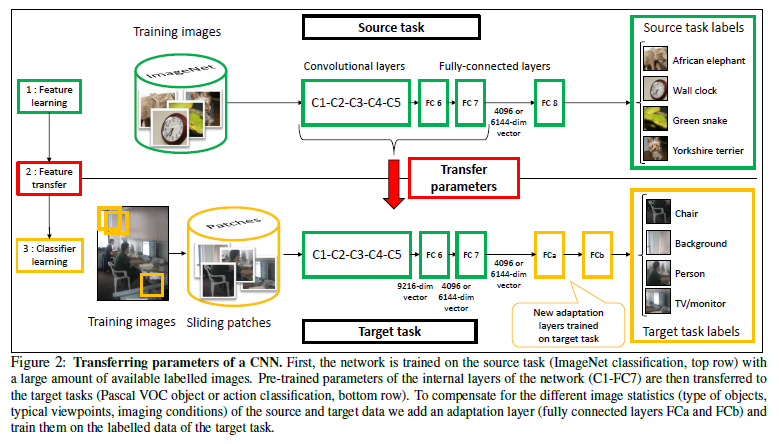 Training images
Source task
Source task labels
ImageNet
Convolutional layers
Fully-connected layers
1 : Feature
learning
C1-C2-C3-C4-C5
FC 6
FC 7
4096 or
6144-dim
vector
FC 8
African elephant
Wall clock
Green snake
Yorkshire terrier
2 : Feature
transfer
Transfer
parameters
3 : Classifier
learning
Training images
Patches
Sliding patches
C1-C2-C3-C4-C5
FC 6
FC 7
9216-dim
vector
4096 or
6144-dim
vector
4096 or
6144-dim
vector
FCa
FCb
New adaptation
layers trained
on target task
Target task
Chair
Background
Person
TV/monitor
Target task labels
Figure 2: Transferring parameters of a CNN. First, the network is trained on the source task (ImageNet classification, top row) with
a large amount of available labelled images. Pre-trained parameters of the internal layers of the network (C1-FC7) are then transferred to
the target tasks (Pascal VOC object or action classification, bottom row). To compensate for the different image statistics (type of objects,
typical viewpoints, imaging conditions) of the source and target data we add an adaptation layer (fully connected layers FCa and FCb) and
train them on the labelled data of the target task.